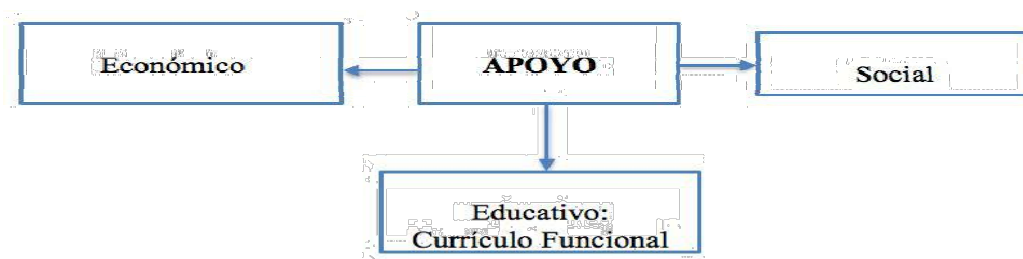 Económico
APOYO
Social
Educativo:
Currículo Funcional